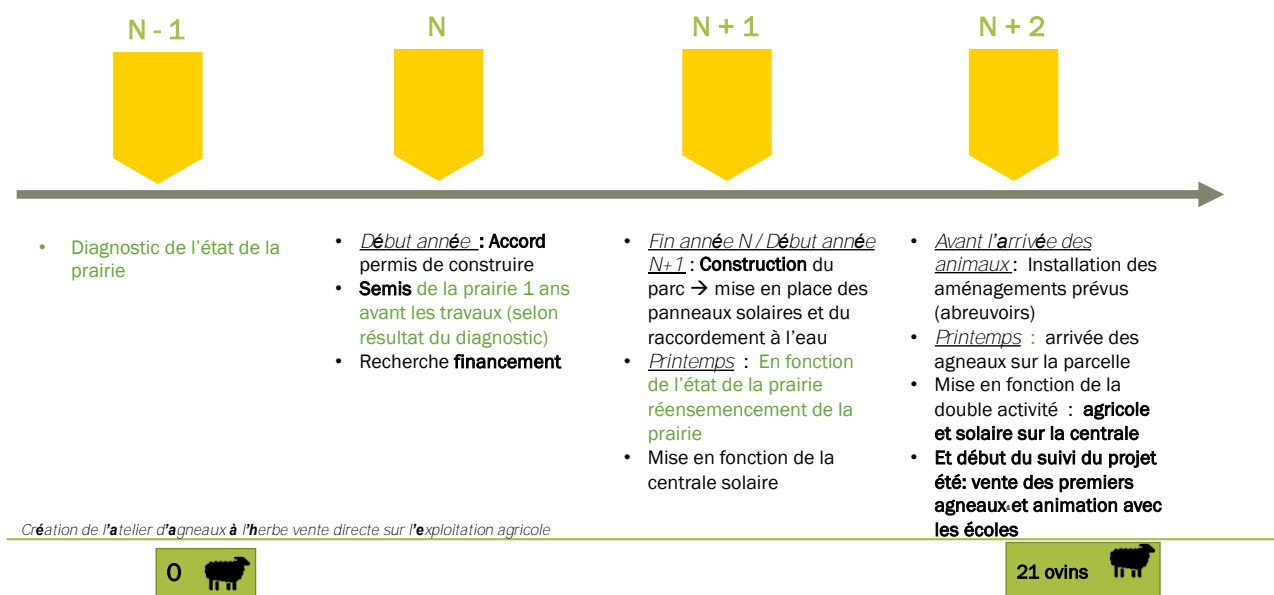 N - 1
N
N + 1
N + 2
• Diagnostic de l'état de la
prairie
• Début année : Accord
permis de construire
• Semis de la prairie 1 ans
avant les travaux (selon
résultat du diagnostic)
• Recherche financement
• Fin année N / Début année
N+1 : Construction du
parc → mise en place des
panneaux solaires et du
raccordement à l'eau
• Printemps : En fonction
de l'état de la prairie
réensemencement de la
prairie
• Mise en fonction de la
centrale solaire
• Avant l'arrivée des
animaux : Installation des
aménagements prévus
(abreuvoirs)
• Printemps : arrivée des
agneaux sur la parcelle
• Mise en fonction de la
double activité : agricole
et solaire sur la centrale
• Et début du suivi du projet
été: vente des premiers
agneaux et animation avec
les écoles
Création de l'atelier d'agneaux à l'herbe vente directe sur l'exploitation agricole
0
21 ovins